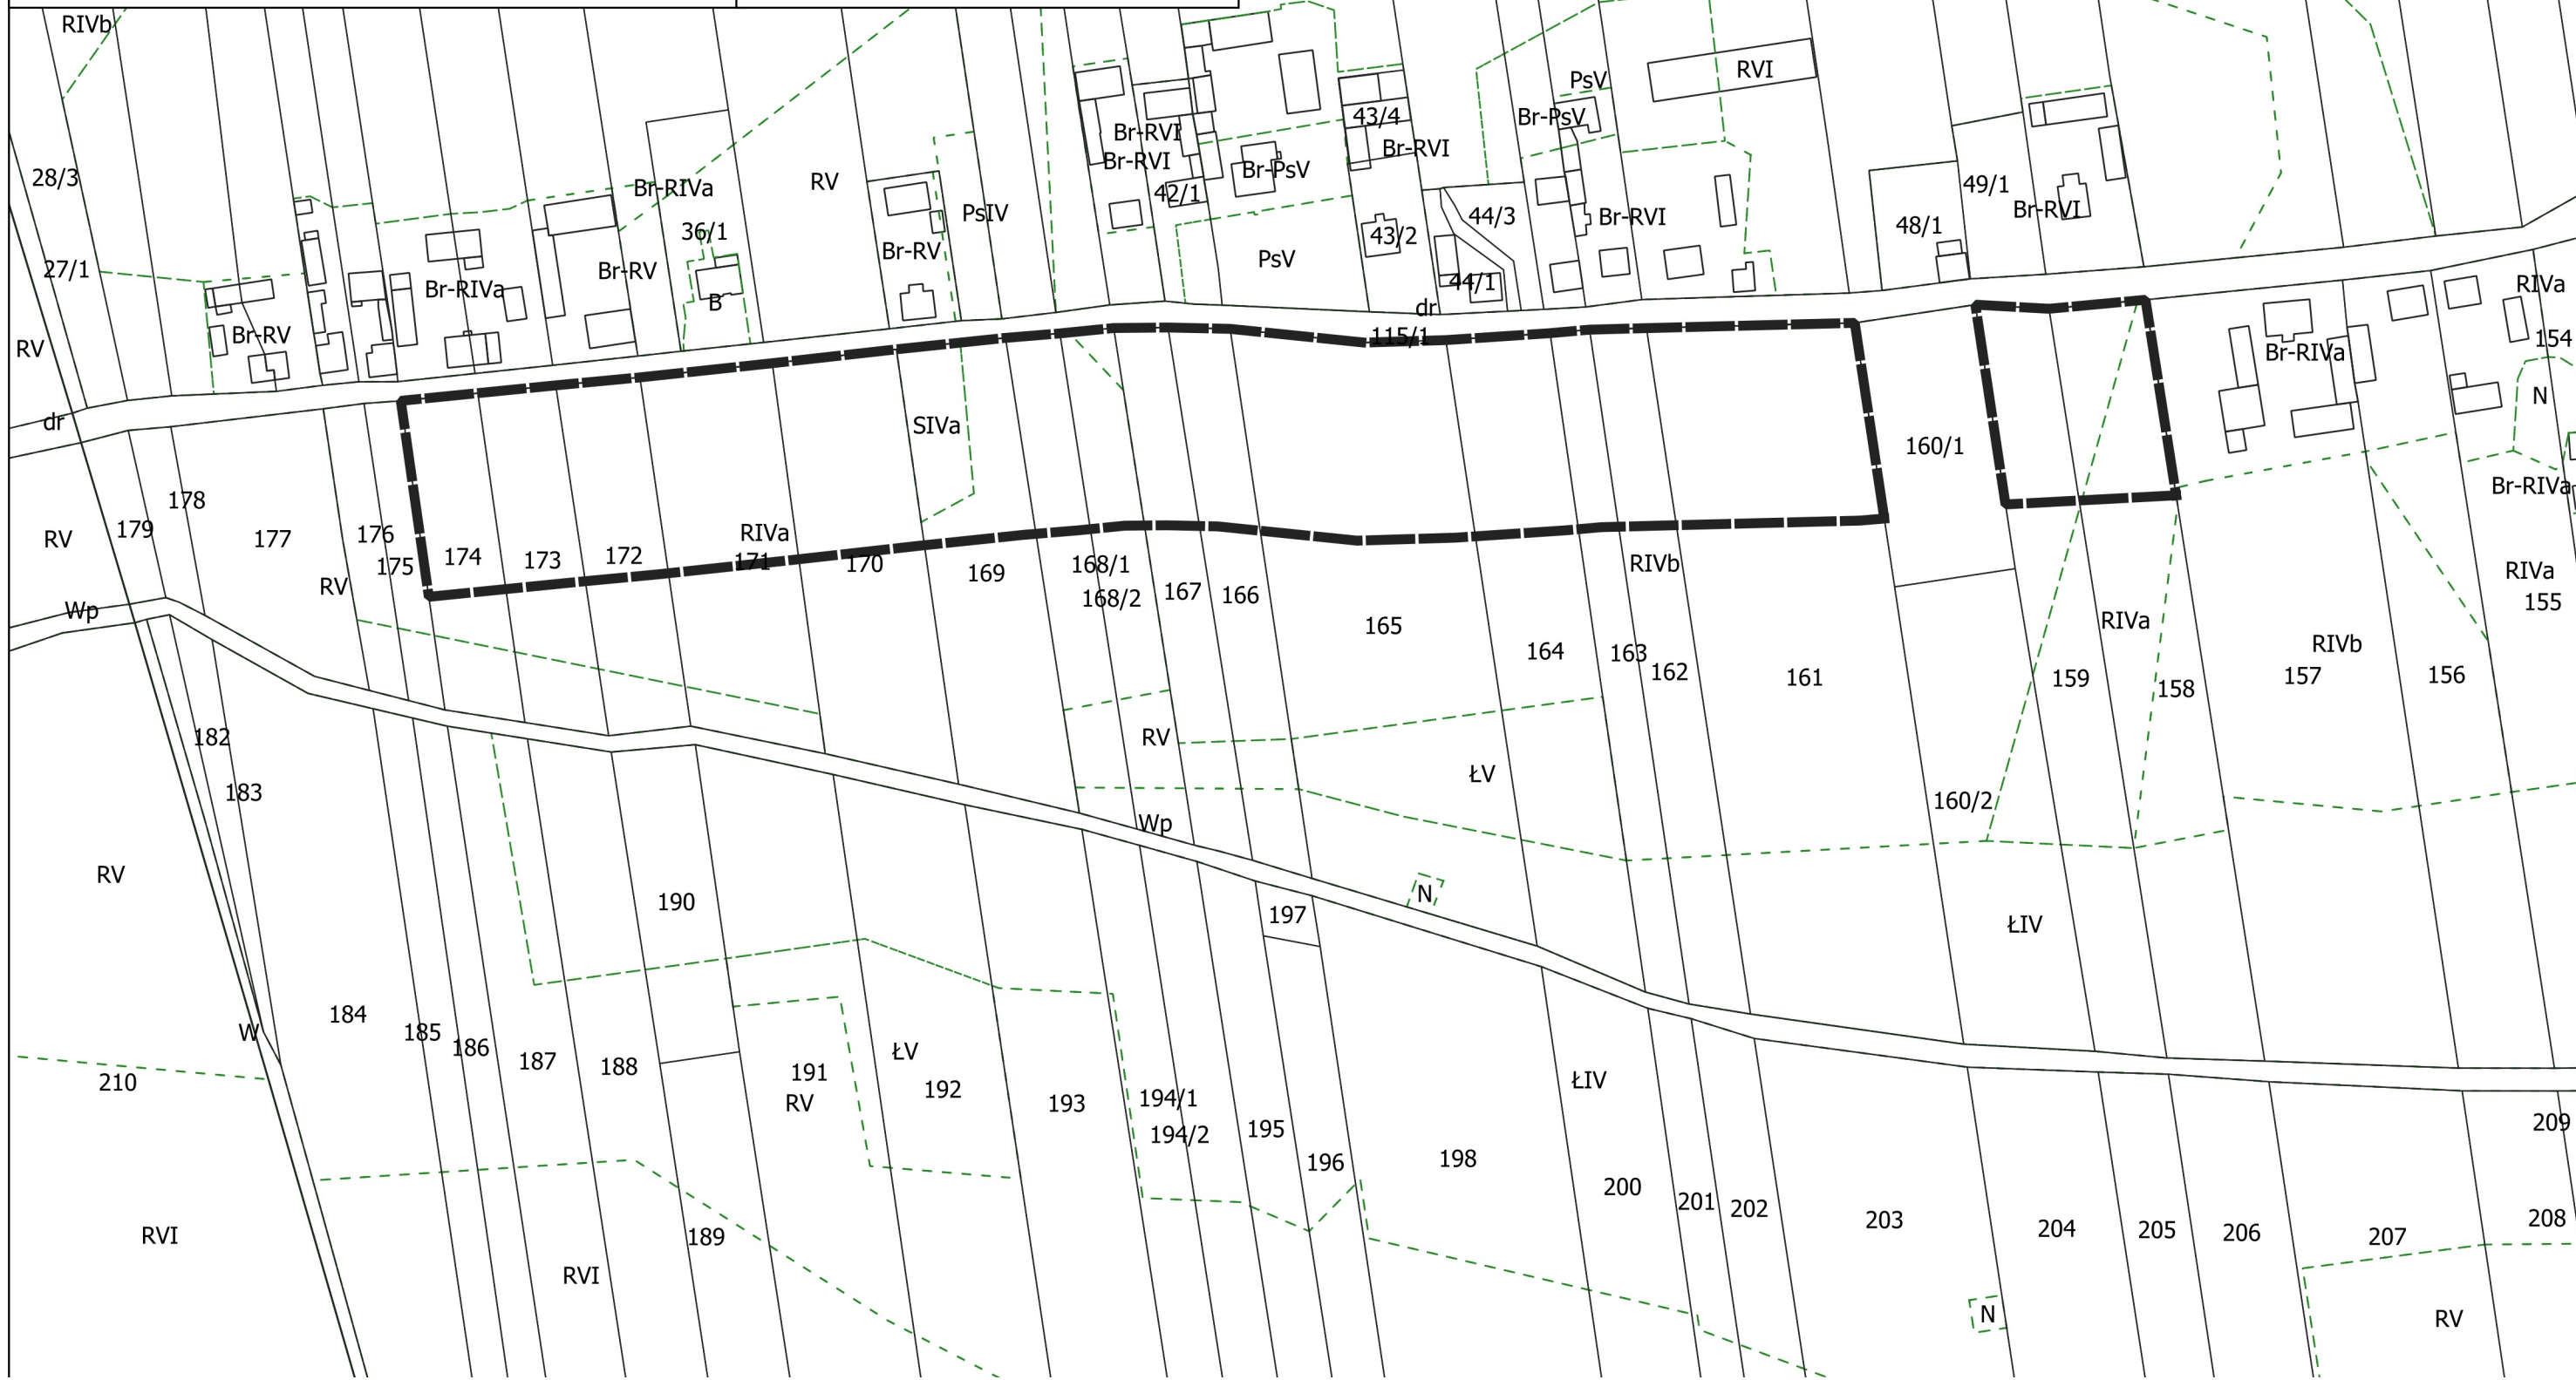 RIVb
RVI
PsV
43/4
Br-PsV
Br-RVI
Br-RVI
Br-RVI
28/3
Br-RIVa
RV
42/1
Br-PsV
49/1
PsIV
44/3
Br-RVI
Br-RVI
48/1
36/1
43/2
Br-RV
PsV
27/1
Br-RV
44/1
RIVa
Br-RIVa
B
dr
Br-RV
115/1
154
RV
Br-RIVa
N
dr
SIVa
160/1
178
Br-RIVa
179
177
176
RIVa
RV
174
173
172
171
170
175
169
168/1
RIVb
RIVa
RV
168/2
167
166
155
Wp
165
RIVa
164
163
RIVb
162
161
159
158
157
156
182
RV
ŁV
183
160/2
Wp
RV
190
N
197
ŁIV
184
W
185
186
187
188
191
ŁV
192
ŁIV
210
RV
193
194/1
194/2
195
209
196
198
200
201
202
203
204
205
206
207
208
RVI
189
RVI
N
RV